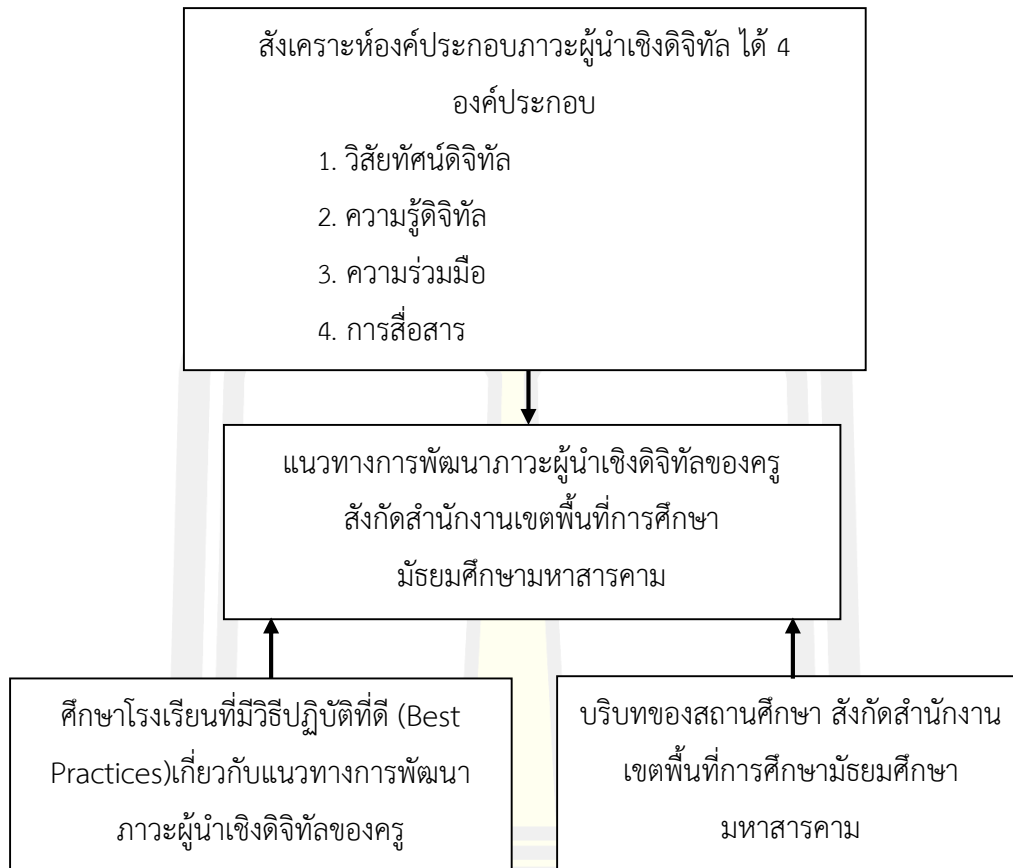 สังเคราะห์องค์ประกอบภาวะผู้นำเชิงดิจิทัล ได้ 4
องค์ประกอบ
1. วิสัยทัศน์ดิจิทัล
2. ความรู้ดิจิทัล
3. ความร่วมมือ
4. การสื่อสาร
แนวทางการพัฒนาภาวะผู้นำเชิงดิจิทัลของครู
สังกัดสำนักงานเขตพื้นที่การศึกษา
มัธยมศึกษามหาสารคาม
ศึกษาโรงเรียนที่มีวิธีปฏิบัติที่ดี (Best
Practices)เกี่ยวกับแนวทางการพัฒนา
ภาวะผู้นำเชิงดิจิทัลของครู
บริบทของสถานศึกษา สังกัดสำนักงาน
เขตพื้นที่การศึกษามัธยมศึกษา
มหาสารคาม